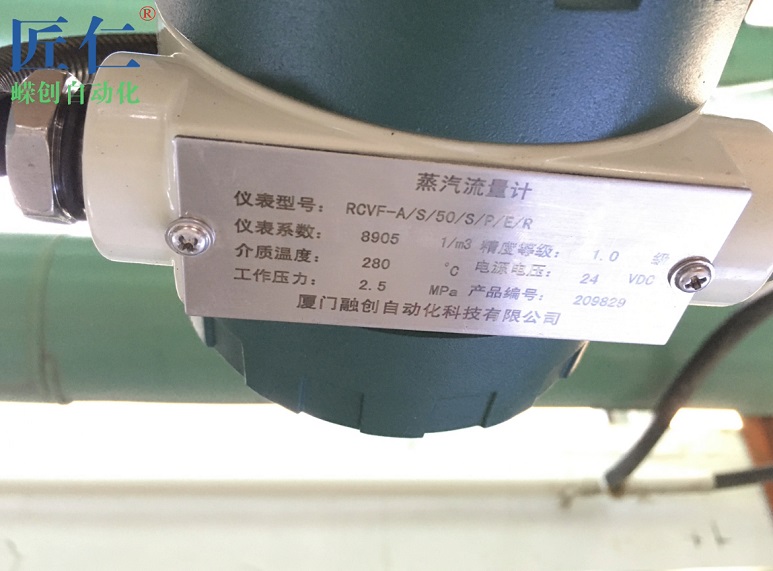 匠仁®
嵘创自动化
蒸汽流量计
仪表型号： RCVF-A/S/50/S/P/E/R
仪表系数： 8905 1/m3 精度等级： 1.0 级
介质温度： 280 °C 电源电压： 24 VDC
工作压力： 2.5 MPa 产品编号： 209829
厦门融创自动化科技有限公司